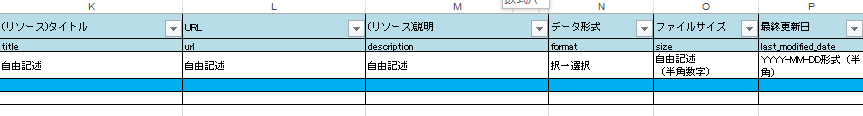 K L M N O P
(リソース)タイトル URL (リソース)説明 データ形式 ファイルサイズ 最終更新日
title url description format size last_modified_date
自由記述 自由記述 自由記述 択一選択 自由記述 YYYY-MM-DD形式（半
（半角数字） 角）